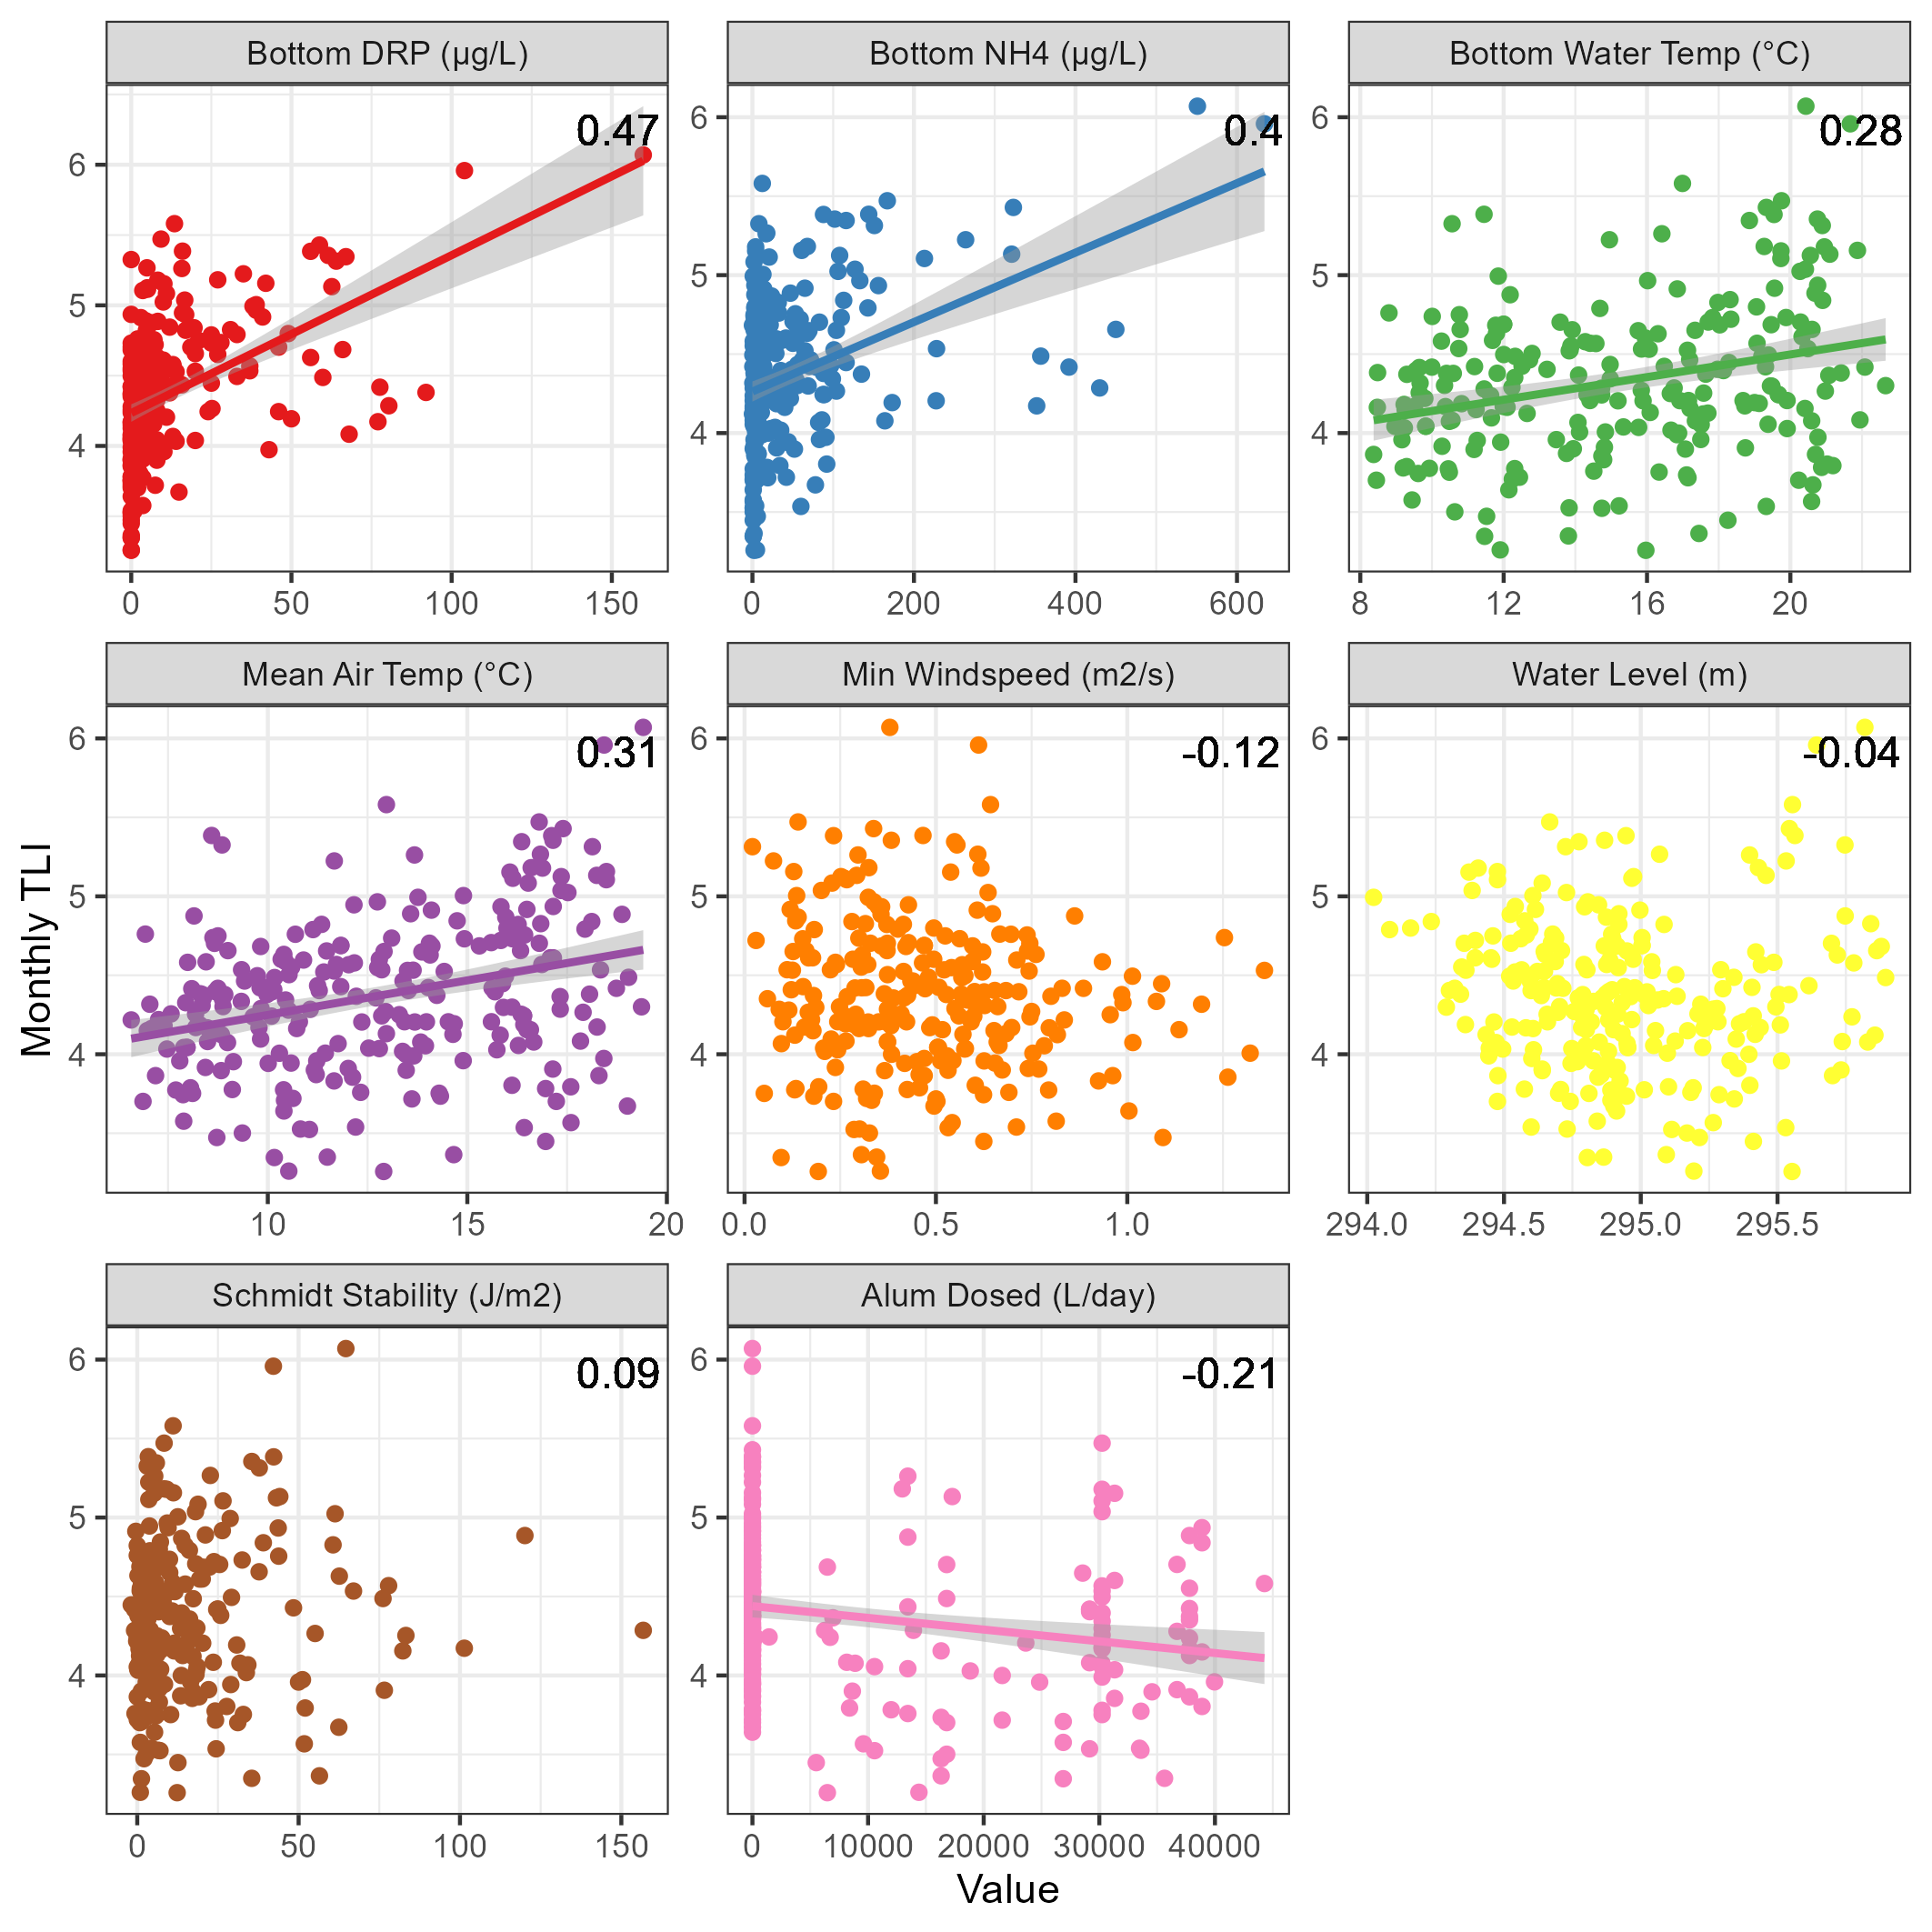 Bottom DRP (µg/L)
Bottom NH4 (µg/L)
Bottom Water Temp (°C)
0.47
0.4
0.28
6
5
4
6
5
4
6
5
4
0 50 100 150
0 200 400 600
8 12 16 20
Mean Air Temp (°C)
Min Windspeed (m2/s)
Water Level (m)
0.31
-0.12
-0.04
6
5
4
6
5
4
6
5
4
10 15 20
0.0 0.5 1.0
294.0 294.5 295.0 295.5
Monthly TLI
Schmidt Stability (J/m2)
Alum Dosed (L/day)
0.09
-0.21
6
5
4
6
5
4
0 50 100 150
0 10000 20000 30000 40000
Value